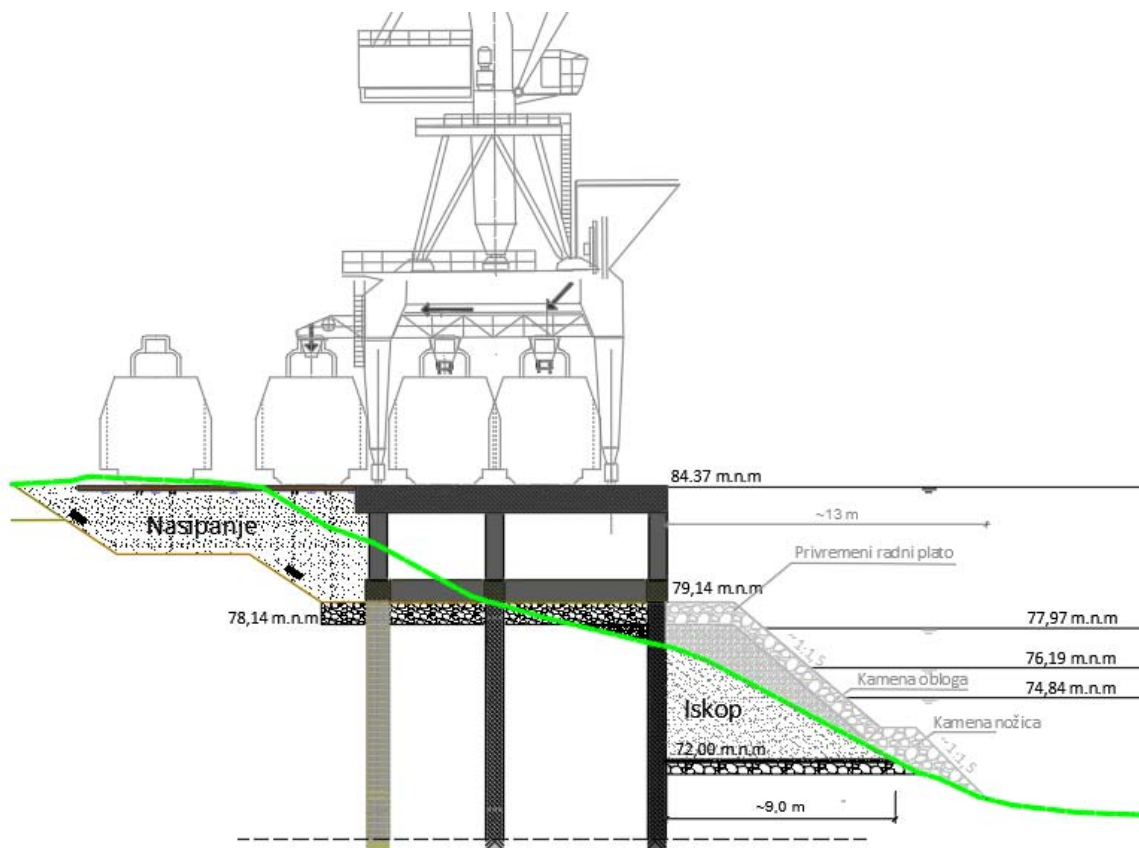 84.37 m.n.m
~13 m
Nasipanje
Privremeni radni plato
79,14 m.n.m
78,14 m.n.m
77,97 m.n.m
~1:1,5
76,19 m.n.m
Kamena obloga
74,84 m.n.m
Iskop
Kamena nožica
72,00 m.n.m
~1:1,5
~9,0 m